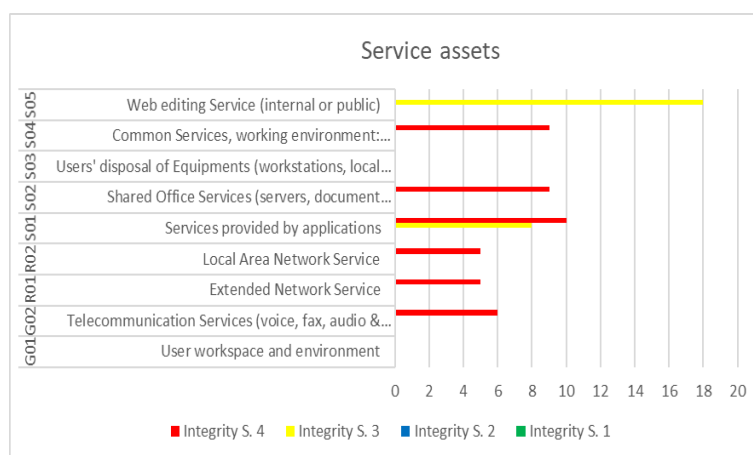 Service assets
S05 Web editing Service (internal or public)
S04 Common Services, working environment:...
S03 Users' disposal of Equipments (workstations, local...
S02 Shared Office Services (servers, document...
S01 Services provided by applications
R02 Local Area Network Service
R01 Extended Network Service
G02 Telecommunication Services (voice, fax, audio &...
G01 User workspace and environment
0 2 4 6 8 10 12 14 16 18 20
Integrity S. 4 Integrity S. 3 Integrity S. 2 Integrity S. 1